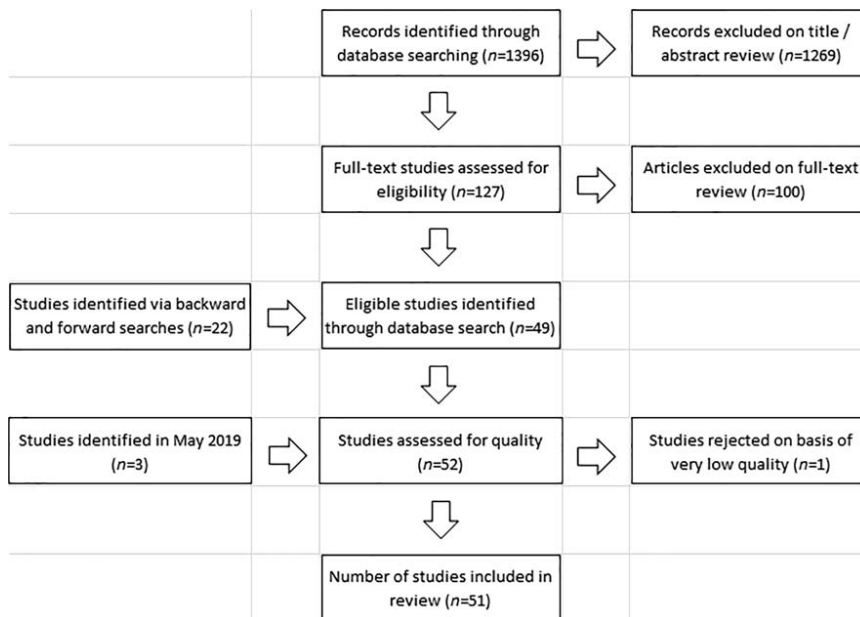 Records identified through
database searching (n=1396)
Records excluded on title /
abstract review (n=1269)
Full-text studies assessed for
eligibility (n=127)
Articles excluded on full-text
review (n=100)
Studies identified via backward
and forward searches (n=22)
Eligible studies identified
through database search (n=49)
Studies identified in May 2019
(n=3)
Studies assessed for quality
(n=52)
Studies rejected on basis of
very low quality (n=1)
Number of studies included in
review (n=51)